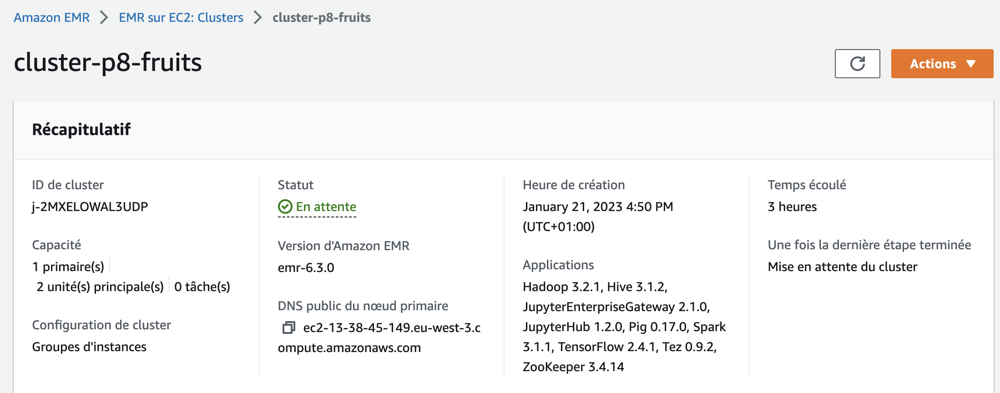 Amazon EMR > EMR sur EC2: Clusters > cluster-p8-fruits
cluster-p8-fruits
Actions
Récapitulatif
ID de cluster
j-2MXELOWAL3UDP
Capacité
1 primaire(s)
2 unité(s) principale(s) | 0 tâche(s)
Configuration de cluster
Groupes d'instances
Statut
En attente
Version d'Amazon EMR
emr-6.3.0
DNS public du nœud primaire
ec2-13-38-45-149.eu-west-3.c
ompute.amazonaws.com
Heure de création
January 21, 2023 4:50 PM
(UTC+01:00)
Applications
Hadoop 3.2.1, Hive 3.1.2,
JupyterEnterpriseGateway 2.1.0,
JupyterHub 1.2.0, Pig 0.17.0, Spark
3.1.1, TensorFlow 2.4.1, Tez 0.9.2,
ZooKeeper 3.4.14
Temps écoulé
3 heures
Une fois la dernière étape terminée
Mise en attente du cluster